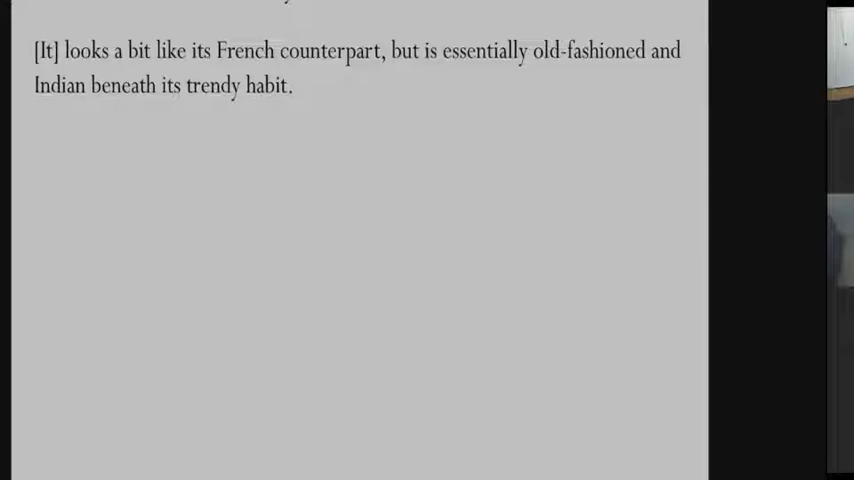 [It] looks a bit like its French counterpart, but is essentially old-fashioned and
Indian beneath its trendy habit.